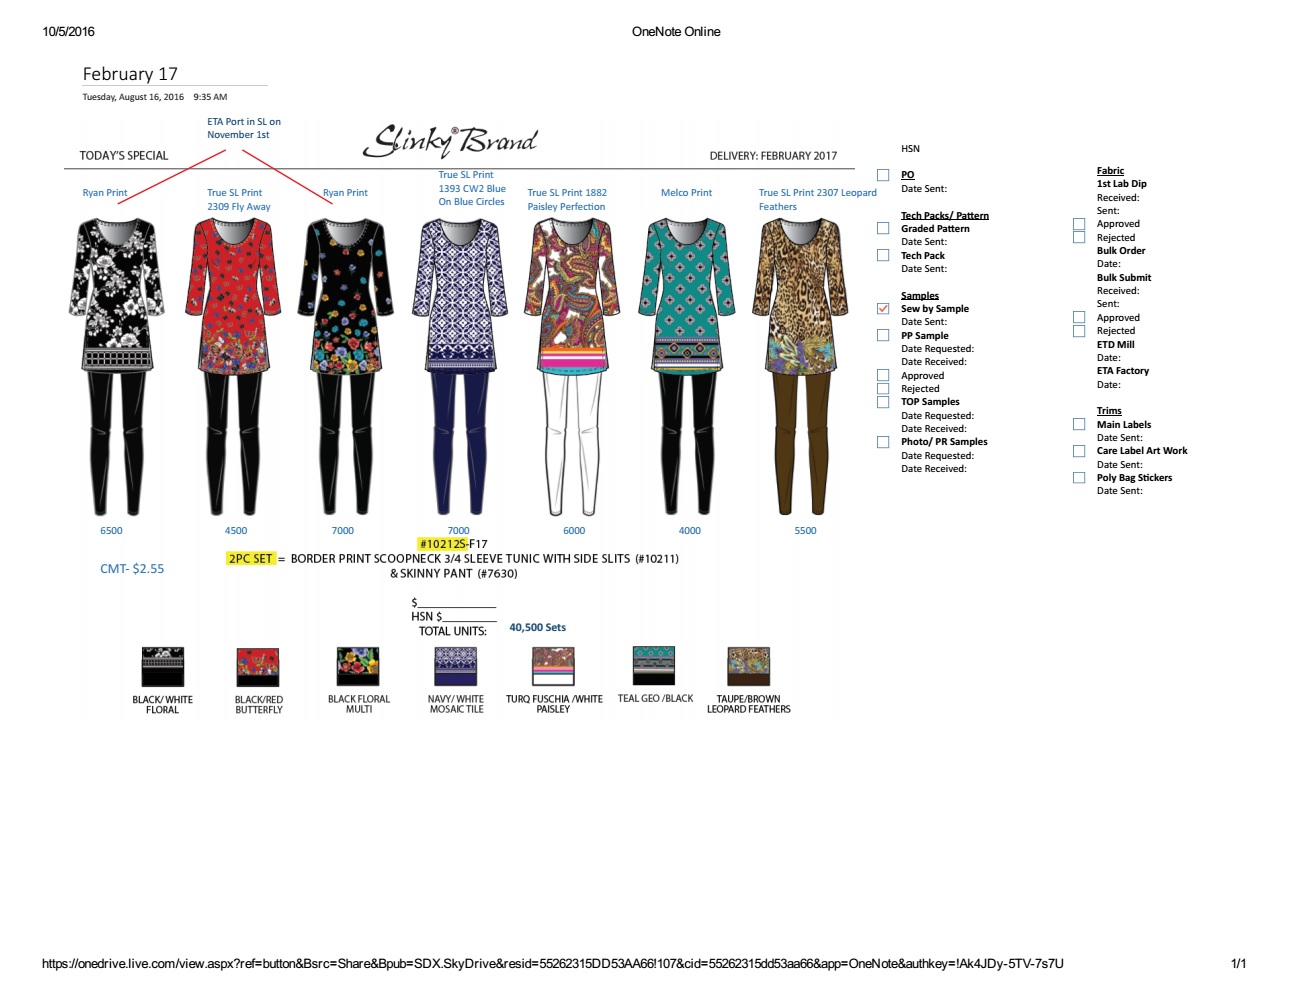 10/5/2016
OneNote Online
February 17
Tuesday, August 16, 2016 9:35 AM
ETA Port in SL on
November 1st
Slinky® Brand
TODAY'S SPECIAL
DELIVERY: FEBRUARY 2017
Ryan Print
True SL Print
2309 Fly Away
Ryan Print
True SL Print
1393 CW2 Blue
On Blue Circles
True SL Print 1882
Paisley Perfection
Melco Print
True SL Print 2307 Leopard
Feathers
6500
4500
7000
7000
6000
4000
5500
#10212S-F17
2PC SET = BORDER PRINT SCOOPNECK 3/4 SLEEVE TUNIC WITH SIDE SLITS (#10211)
& SKINNY PANT (#7630)
CMT- $2.55
$___________
HSN $________
TOTAL UNITS:
40,500 Sets
BLACK/ WHITE
FLORAL
BLACK/RED
BUTTERFLY
BLACK FLORAL
MULTI
NAVY/ WHITE
MOSAIC TILE
TURQ FUSCHIA /WHITE
PAISLEY
TEAL GEO /BLACK
TAUPE/BROWN
LEOPARD FEATHERS
HSN
PO
Date Sent:
Tech Packs/ Pattern
Graded Pattern
Date Sent:
Tech Pack
Date Sent:
Samples
Sew by Sample
Date Sent:
PP Sample
Date Requested:
Date Received:
Approved
Rejected
TOP Samples
Date Requested:
Date Received:
Photo/ PR Samples
Date Requested:
Date Received:
Fabric
1st Lab Dip
Received:
Sent:
Approved
Rejected
Bulk Order
Date:
Bulk Submit
Received:
Sent:
Approved
Rejected
ETD Mill
Date:
ETA Factory
Date:
Trims
Main Labels
Date Sent:
Care Label Art Work
Date Sent:
Poly Bag Stickers
Date Sent:
https://onedrive.live.com/view.aspx?ref=button&Bsrc=Share&Bpub=SDX.SkyDrive&resid=55262315DD53AA66!107&cid=55262315dd53aa66&app=OneNote&authkey=!Ak4JDy-5TV-7s7U
1/1